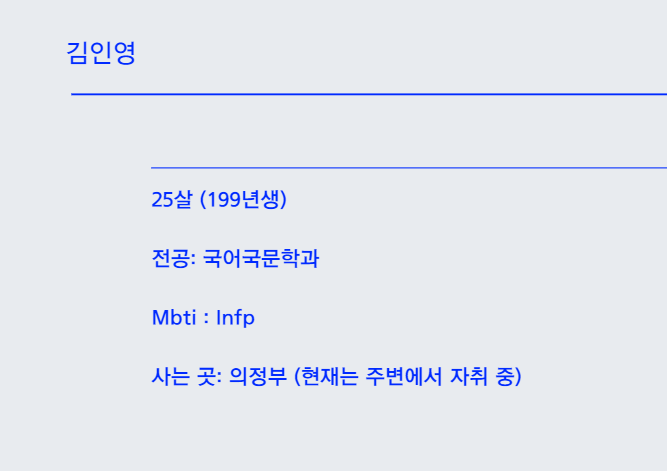 김인영
25살 (199년생)
전공: 국어국문학과
Mbti : Infp
사는 곳: 의정부 (현재는 주변에서 자취 중)